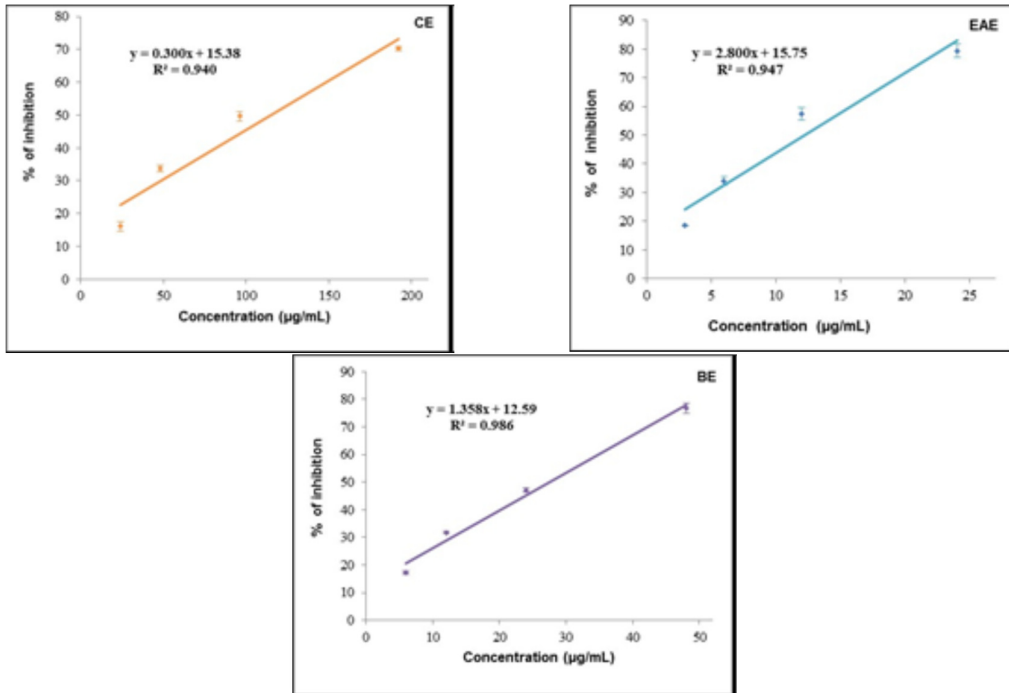 CE
y = 0.300x + 15.38
R² = 0.940
% of inhibition
80
70
60
50
40
30
20
10
0
0 50 100 150 200
Concentration (µg/mL)
EAE
y = 2.800x + 15.75
R² = 0.947
% of inhibition
90
80
70
60
50
40
30
20
10
0
0 5 10 15 20 25
Concentration (µg/mL)
BE
y = 1.358x + 12.59
R² = 0.986
% of inhibition
90
80
70
60
50
40
30
20
10
0
0 10 20 30 40 50
Concentration (µg/mL)